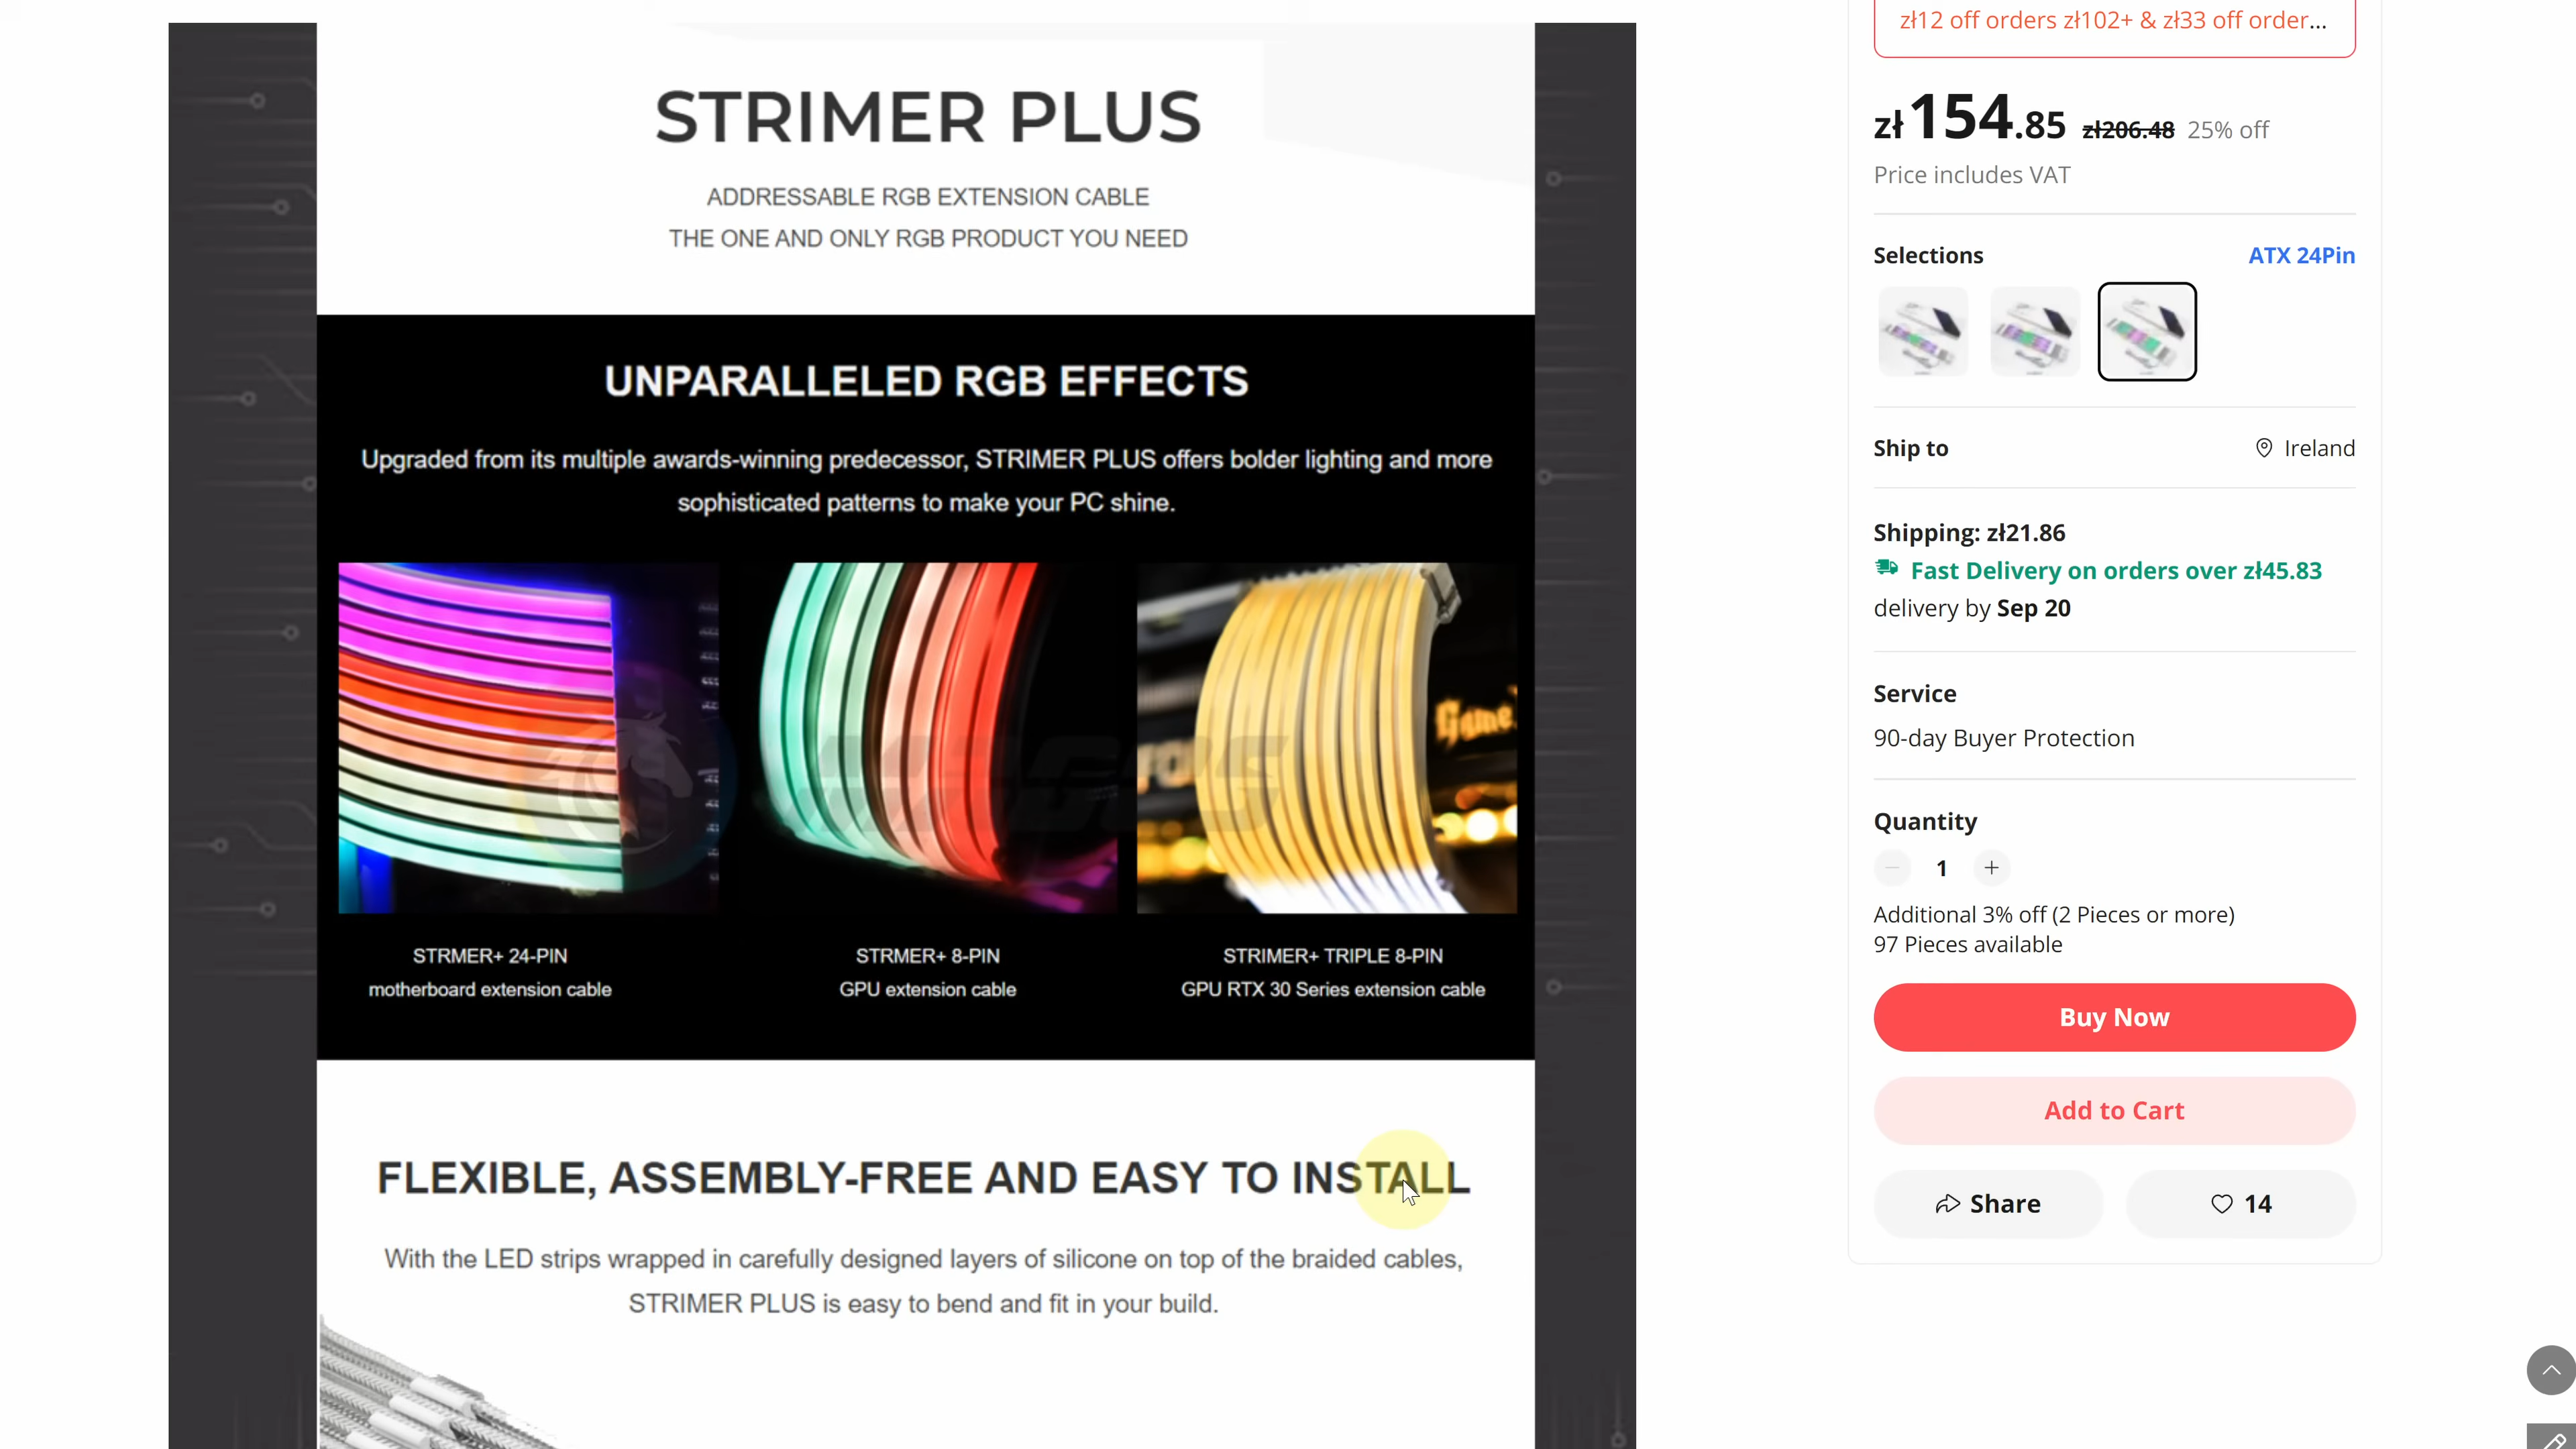 STRIMER PLUS
ADDRESSABLE RGB EXTENSION CABLE
THE ONE AND ONLY RGB PRODUCT YOU NEED
UNPARALLELED RGB EFFECTS
Upgraded from its multiple awards-winning predecessor, STRIMER PLUS offers bolder lighting and more
sophisticated patterns to make your PC shine.
Game
STRMER+ 24-PIN
motherboard extension cable
STRMER+ 8-PIN
GPU extension cable
STRIMER+ TRIPLE 8-PIN
GPU RTX 30 Series extension cable
FLEXIBLE, ASSEMBLY-FREE AND EASY TO INSTALL
With the LED strips wrapped in carefully designed layers of silicone on top of the braided cables,
STRIMER PLUS is easy to bend and fit in your build.
zł12 off orders zł102+ & zł33 off order...
zł154.85 zł206.48 25% off
Price includes VAT
Selections ATX 24Pin
Ship to Ireland
Shipping: zł21.86
Fast Delivery on orders over zł45.83
delivery by Sep 20
Service
90-day Buyer Protection
Quantity
1 +
Additional 3% off (2 Pieces or more)
97 Pieces available
Buy Now
Add to Cart
Share 14